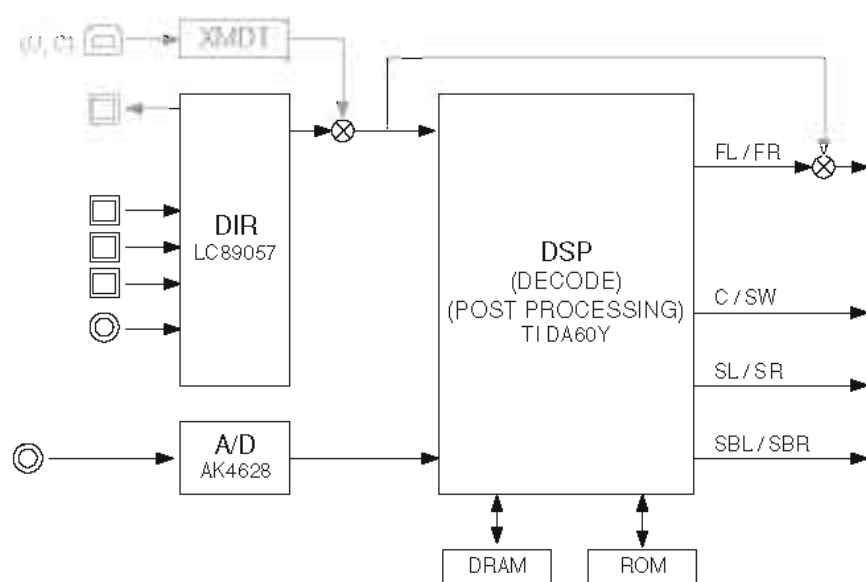 XMDT
FL / FR
DIR
LC89057
DSP
(DECODE)
(POST PROCESSING)
TI DA60Y
C / SW
SL / SR
A/D
AK4628
SBL / SBR
DRAM
ROM